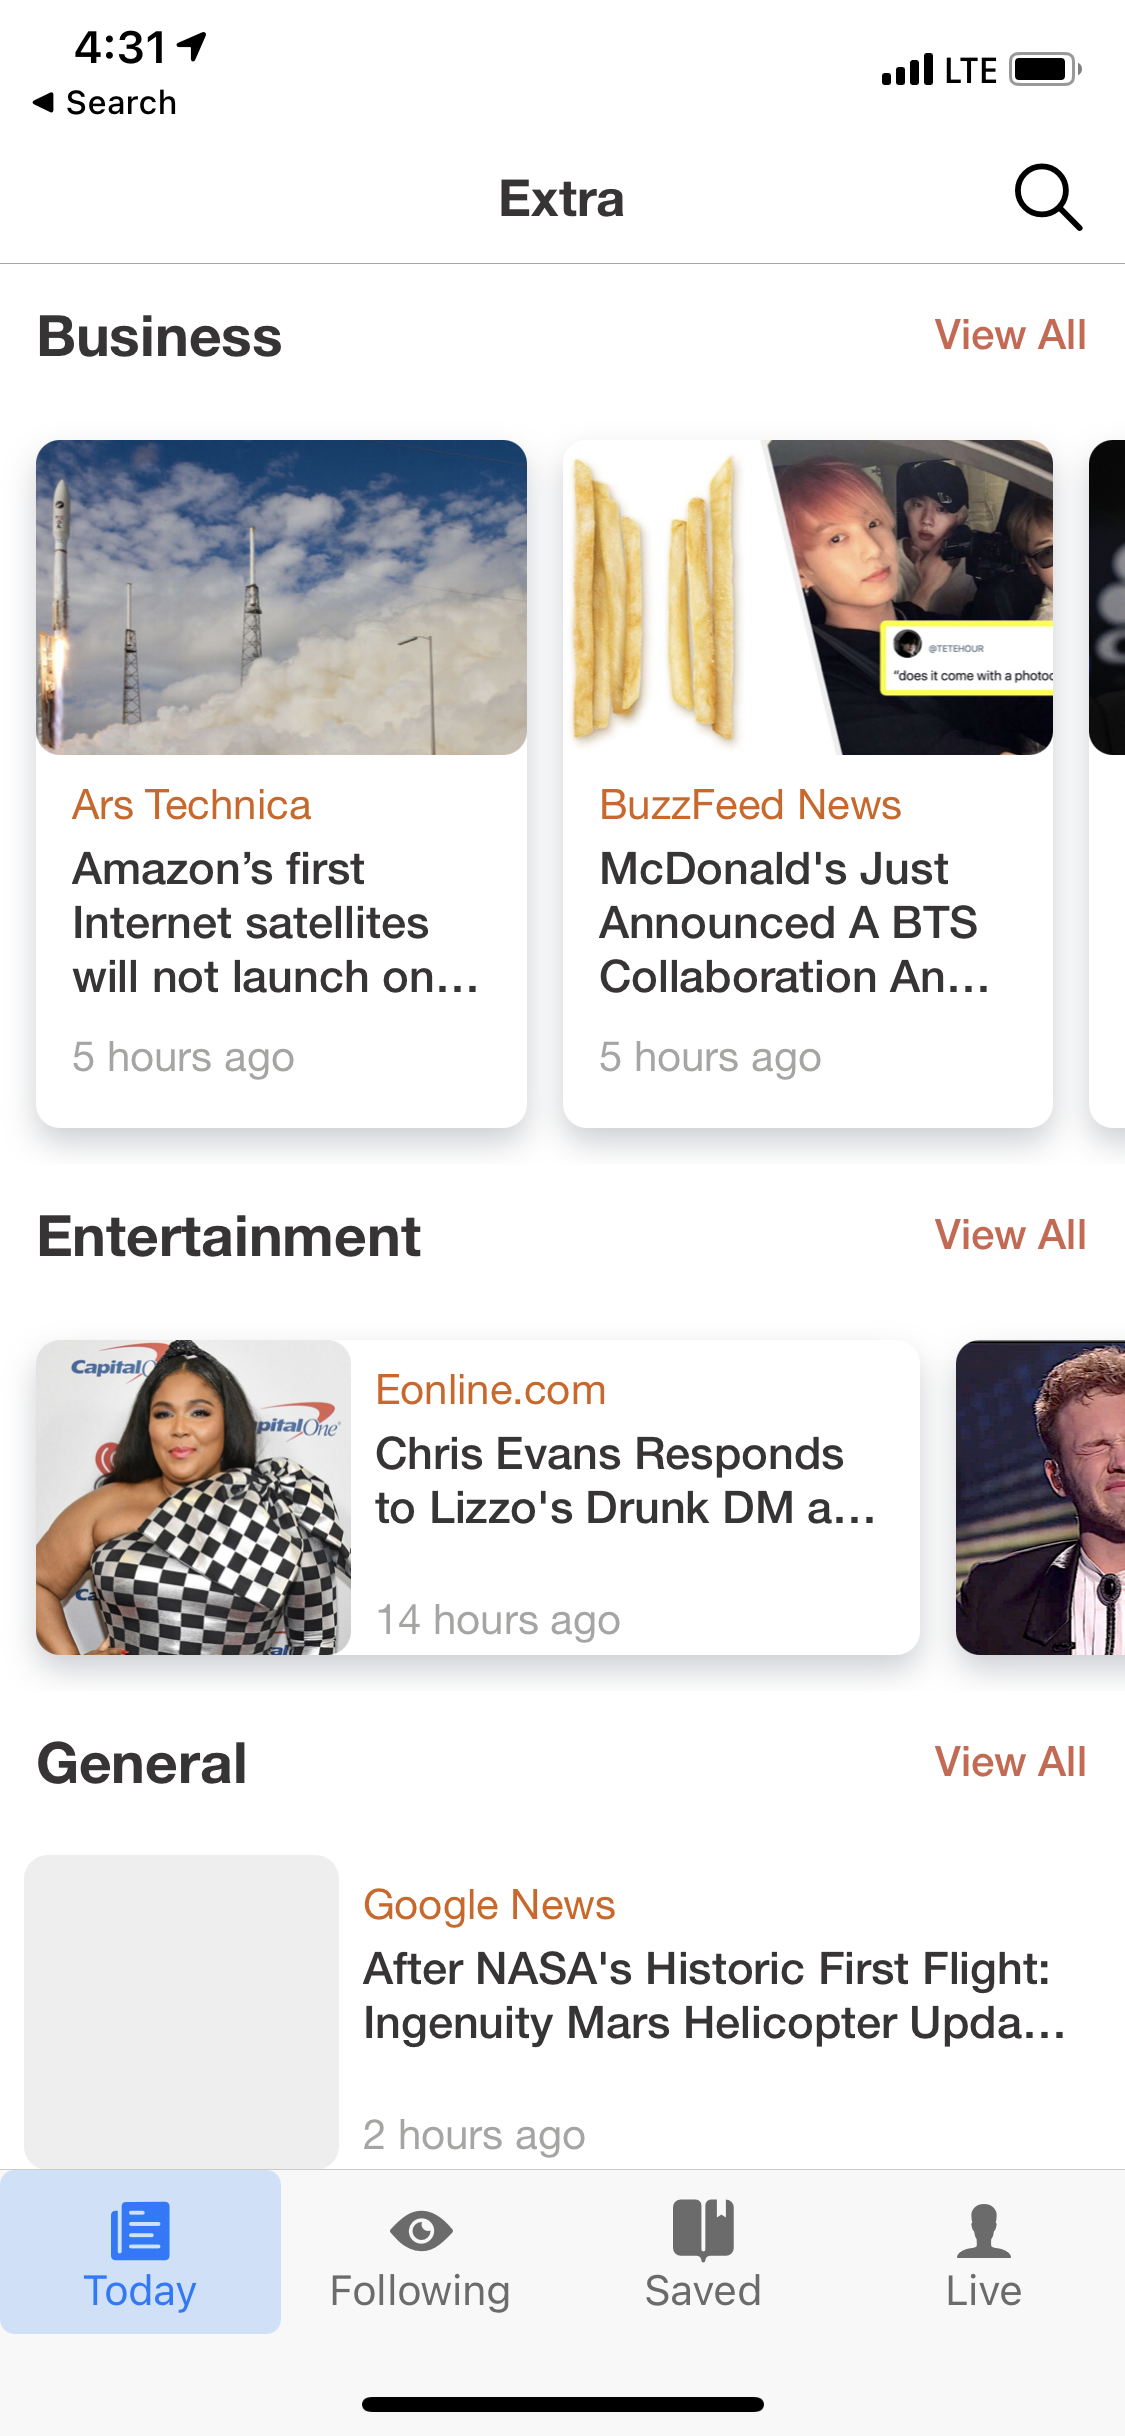 4:31
LTE
Search
Extra
Business
View All
@TETEHOUR
"does it come with a photoc
Ars Technica
Amazon's first
Internet satellites
will not launch on...
5 hours ago
BuzzFeed News
McDonald's Just
Announced A BTS
Collaboration An...
5 hours ago
Entertainment
View All
Capital
pitalOne
Ca
al
Eonline.com
Chris Evans Responds
to Lizzo's Drunk DM a...
14 hours ago
General
View All
Google News
After NASA's Historic First Flight:
Ingenuity Mars Helicopter Upda...
2 hours ago
Today
Following
Saved
Live